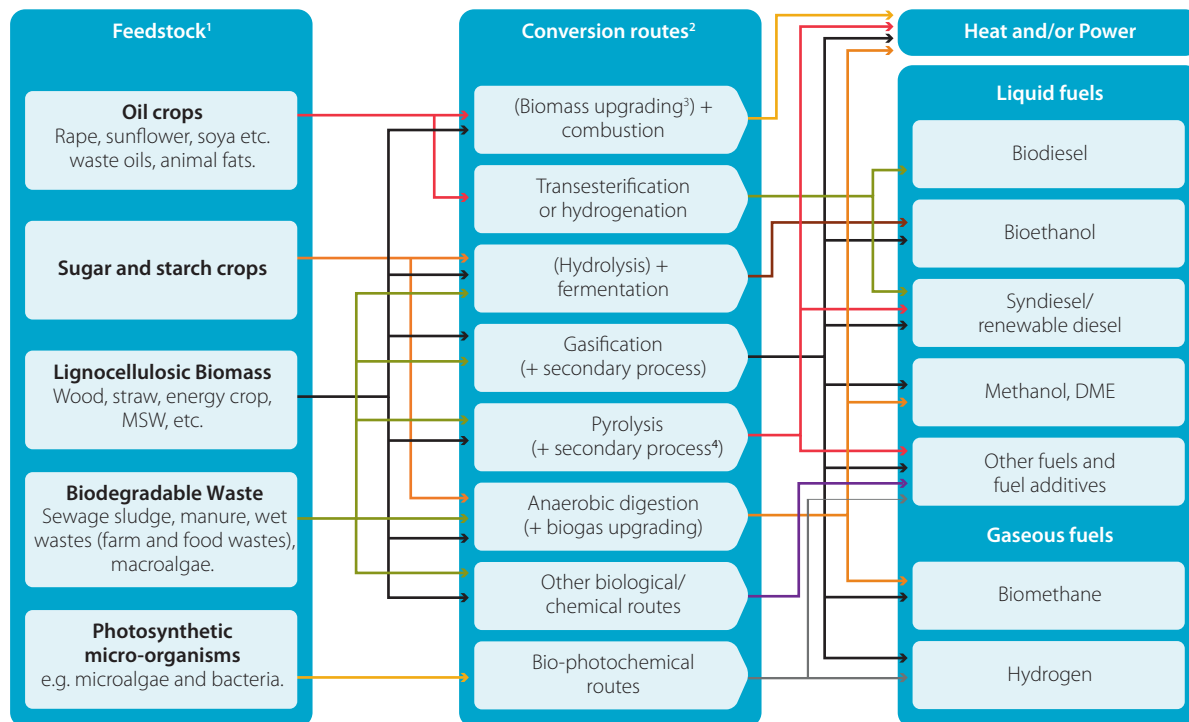 Feedstock¹
Oil crops
Rape, sunflower, soya etc.
waste oils, animal fats.
Sugar and starch crops
Lignocellulosic Biomass
Wood, straw, energy crop,
MSW, etc.
Biodegradable Waste
Sewage sludge, manure, wet
wastes (farm and food wastes),
macroalgae.
Photosynthetic
micro-organisms
e.g. microalgae and bacteria.
Conversion routes²
(Biomass upgrading³) +
combustion
Transesterification
or hydrogenation
(Hydrolysis) +
fermentation
Gasification
(+ secondary process)
Pyrolysis
(+ secondary process⁴)
Anaerobic digestion
(+ biogas upgrading)
Other biological/
chemical routes
Bio-photochemical
routes
Heat and/or Power
Liquid fuels
Biodiesel
Bioethanol
Syndiesel/
renewable diesel
Methanol, DME
Other fuels and
fuel additives
Gaseous fuels
Biomethane
Hydrogen